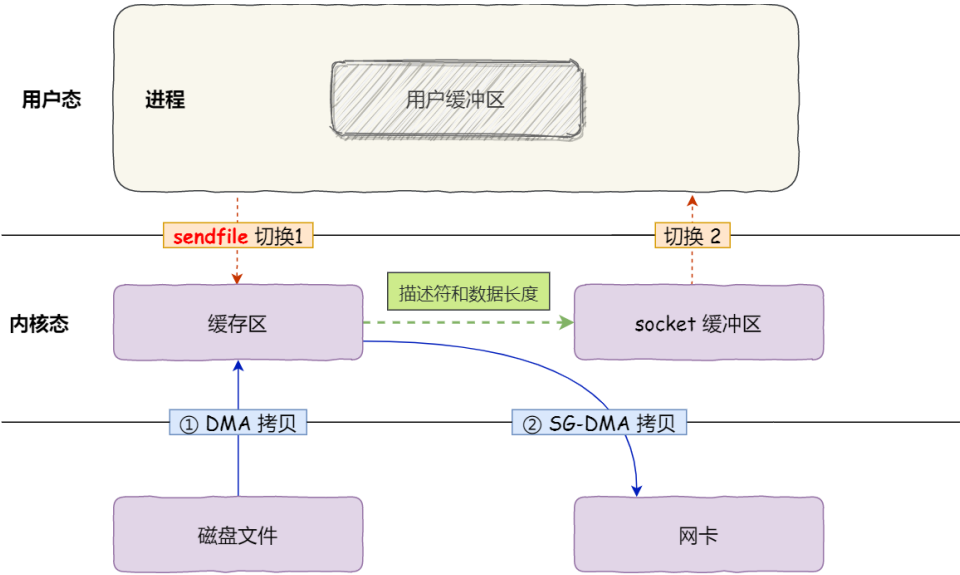 用户态
进程
用户缓冲区
sendfile 切换1
切换 2
描述符和数据长度
内核态
缓存区
socket 缓冲区
① DMA 拷贝
② SG-DMA 拷贝
磁盘文件
网卡